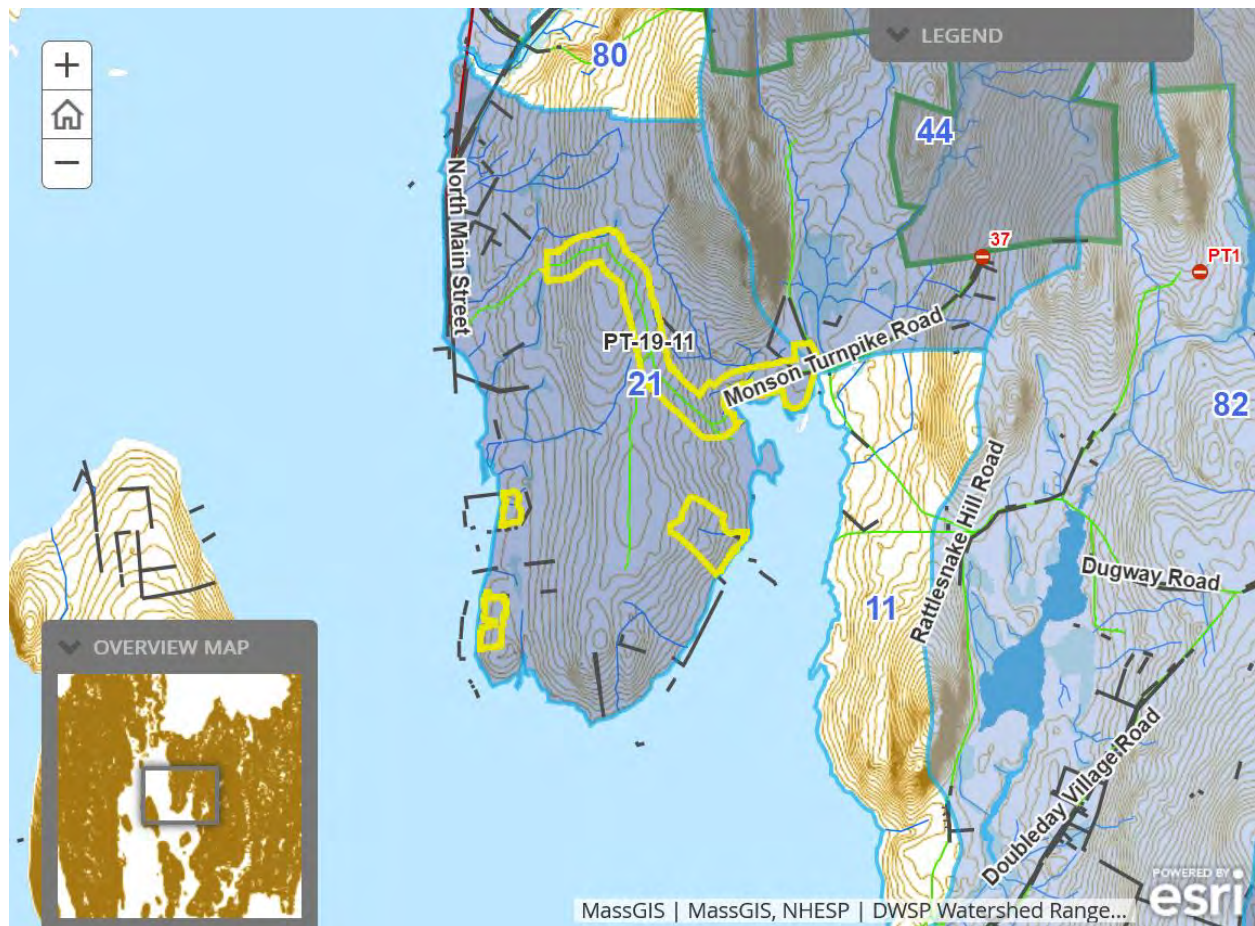 LEGEND
80
44
North Main Street
37
PT1
PT-19-11
21
Monson Turnpike Road
82
Rattlesnake Hill Road
Dugway Road
11
OVERVIEW MAP
Doubleday Village Road
POWERED BY
esri
MassGIS | MassGIS, NHESP | DWSP Watershed Range...